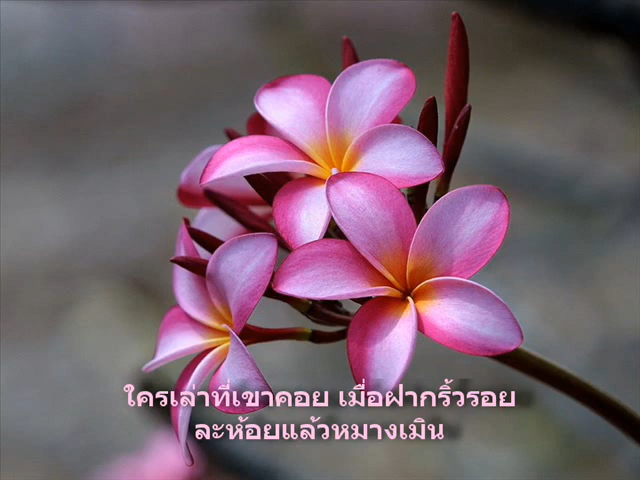 ใครเล่าที่เขาคอย เมื่อฝากริ้วรอย
ละห้อยแล้วหมางเมิน